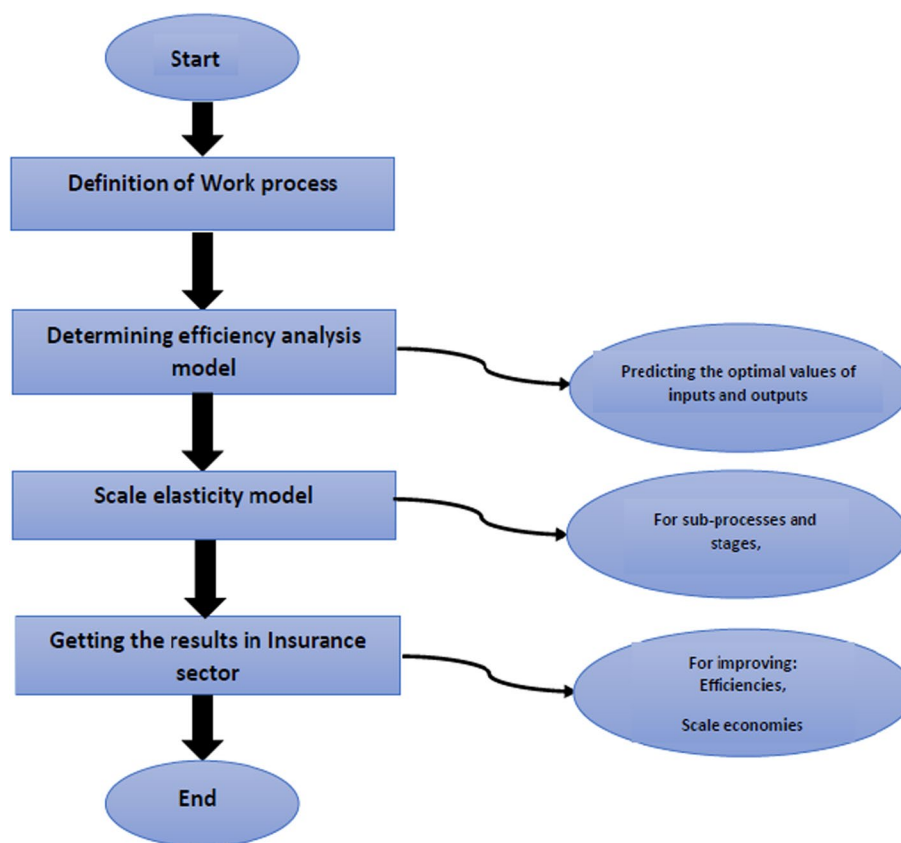 Start
Definition of Work process
Determining efficiency analysis
model
Predicting the optimal values of
inputs and outputs
Scale elasticity model
For sub-processes and
stages,
Getting the results in Insurance
sector
For improving:
Efficiencies,
Scale economies
End